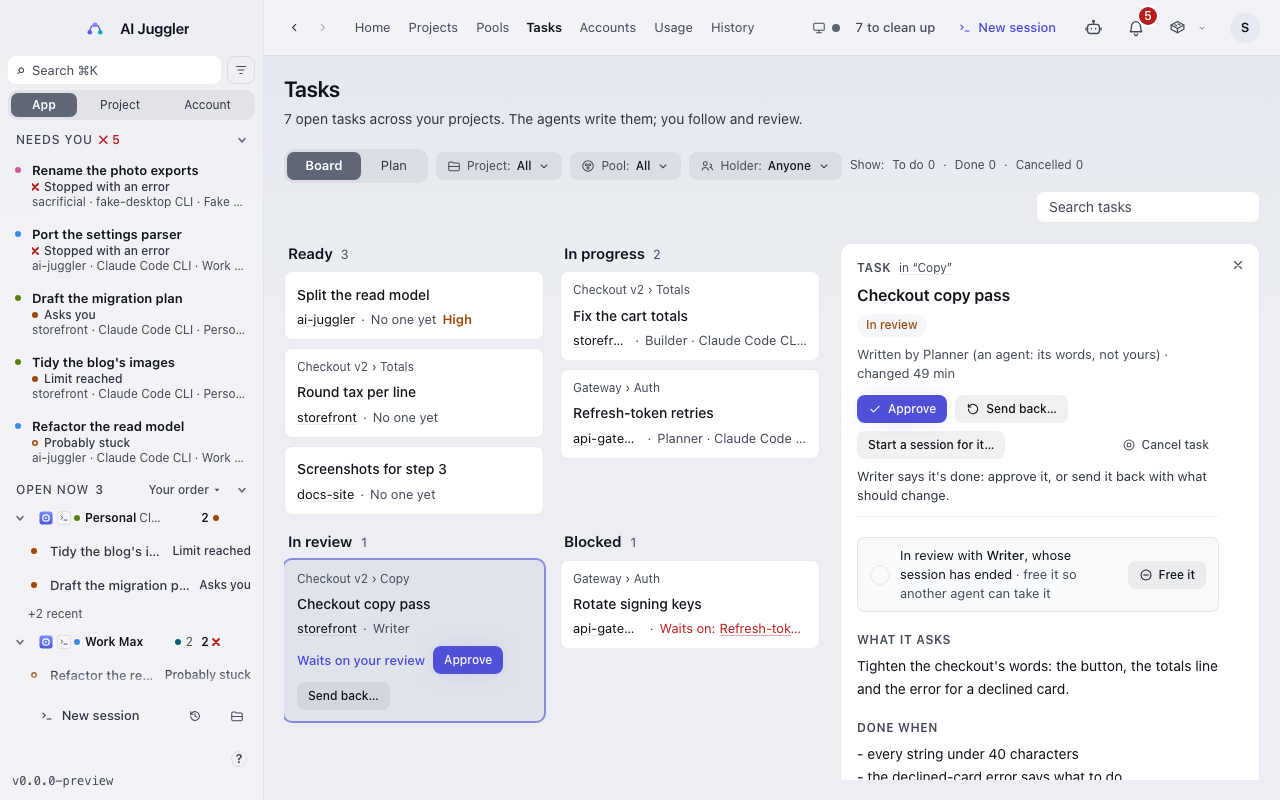 AI Juggler
Search ⌘K
App Project Account
NEEDS YOU 5
Rename the photo exports
Stopped with an error
sacrificial · fake-desktop CLI · Fake ...
Port the settings parser
Stopped with an error
ai-juggler · Claude Code CLI · Work ...
Draft the migration plan
Asks you
storefront · Claude Code CLI · Perso...
Tidy the blog's images
Limit reached
storefront · Claude Code CLI · Perso...
Refactor the read model
Probably stuck
ai-juggler · Claude Code CLI · Work ...
OPEN NOW 3 Your order
Personal Cl... 2
Tidy the blog's i... Limit reached
Draft the migration p... Asks you
+2 recent
Work Max 2 2
Refactor the re... Probably stuck
New session
?
v0.0.0-preview
Home Projects Pools Tasks Accounts Usage History
7 to clean up
New session
5
S
Tasks
7 open tasks across your projects. The agents write them; you follow and review.
Board Plan
Project: All
Pool: All
Holder: Anyone
Show: To do 0 · Done 0 · Cancelled 0
Search tasks
Ready 3
Split the read model
ai-juggler · No one yet High
Checkout v2 › Totals
Round tax per line
storefront · No one yet
Screenshots for step 3
docs-site · No one yet
In progress 2
Checkout v2 › Totals
Fix the cart totals
storefr... · Builder · Claude Code CL...
Gateway › Auth
Refresh-token retries
api-gate... · Planner · Claude Code ...
In review 1
Checkout v2 › Copy
Checkout copy pass
storefront · Writer
Waits on your review Approve
Send back...
Blocked 1
Gateway › Auth
Rotate signing keys
api-gate... · Waits on: Refresh-tok...
TASK in “Copy”
Checkout copy pass
In review
Written by Planner (an agent: its words, not yours) ·
changed 49 min
Approve Send back...
Start a session for it... Cancel task
Writer says it's done: approve it, or send it back with what
should change.
In review with Writer, whose
session has ended · free it so
another agent can take it
Free it
WHAT IT ASKS
Tighten the checkout's words: the button, the totals line
and the error for a declined card.
DONE WHEN
- every string under 40 characters
- the declined-card error says what to do